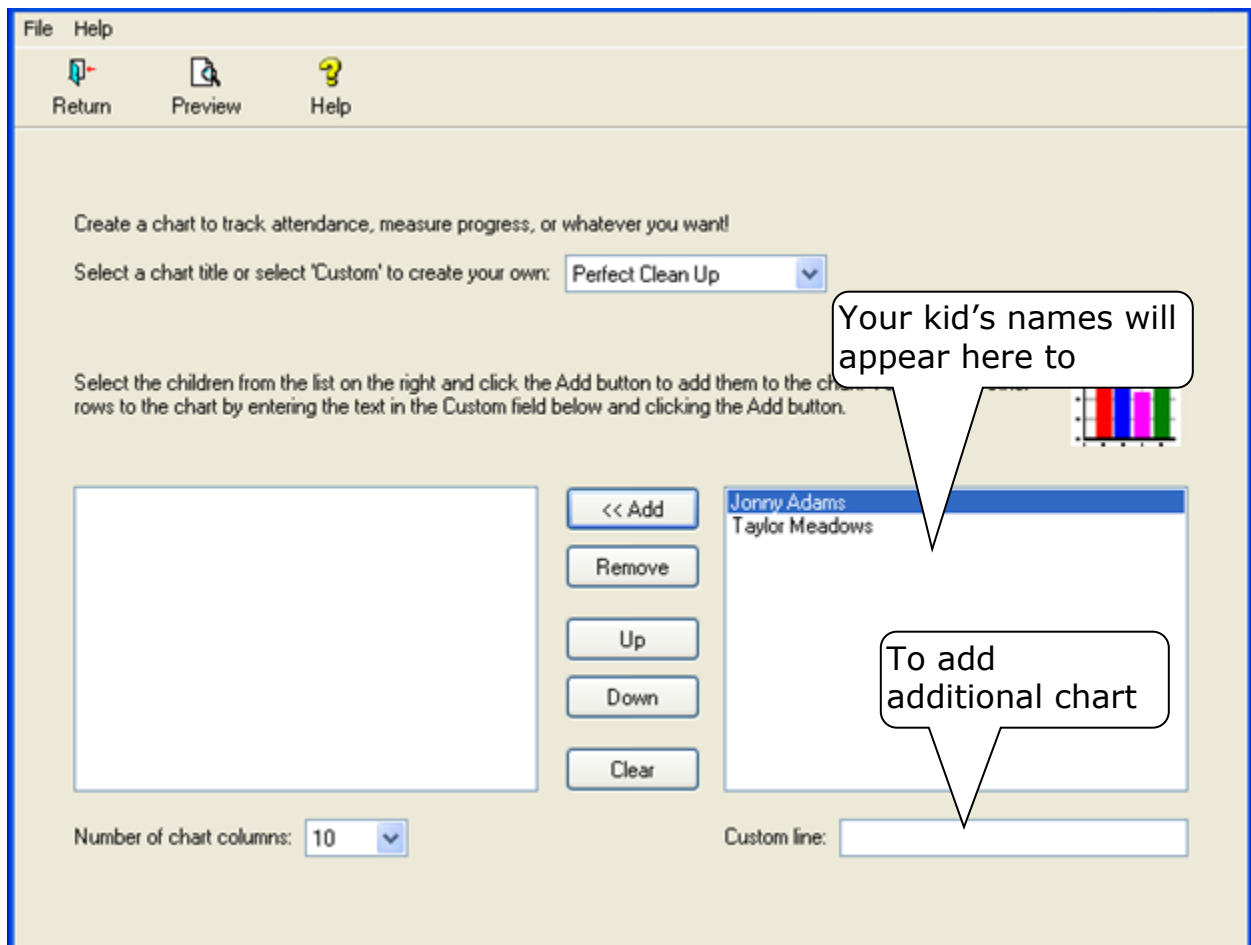 File Help
Return Preview Help
Create a chart to track attendance, measure progress, or whatever you want!
Select a chart title or select 'Custom' to create your own: Perfect Clean Up
Your kid's names will
appear here to
Select the children from the list on the right and click the Add button to add them to the
rows to the chart by entering the text in the Custom field below and clicking the Add button.
<< Add
Remove
Up
Down
Clear
Jonny Adams
Taylor Meadows
To add
additional chart
Number of chart columns: 10
Custom line: